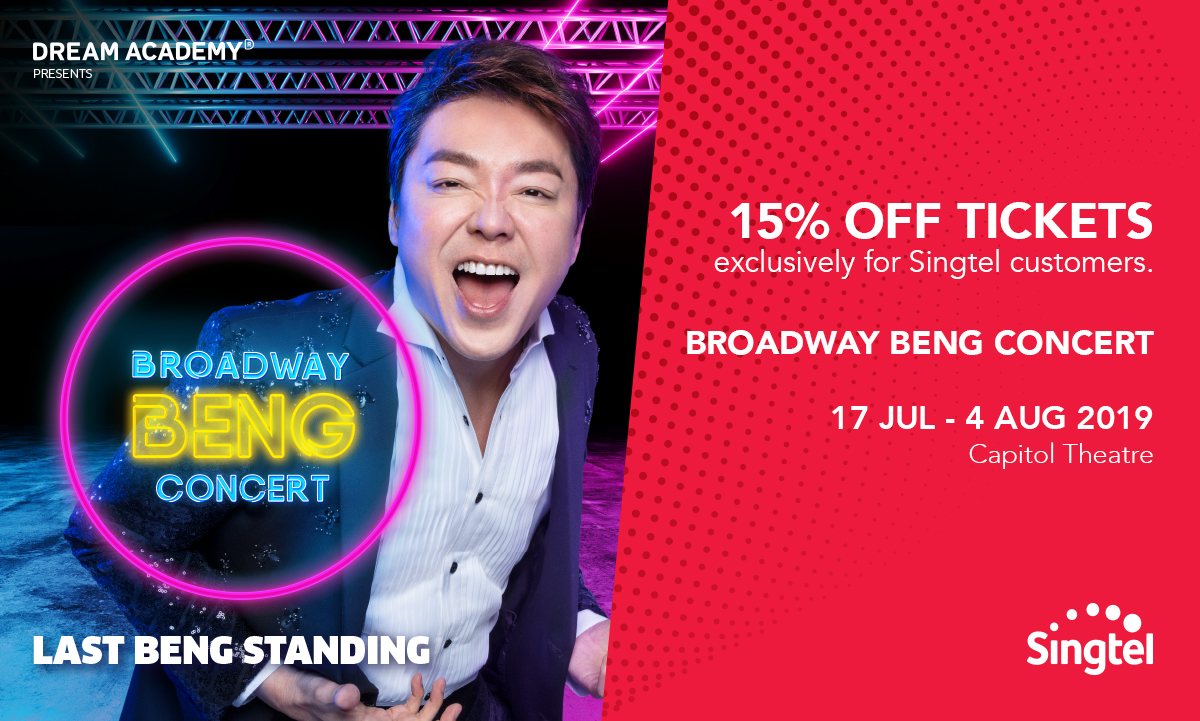 DREAM ACADEMY®
PRESENTS
BROADWAY
BENG
CONCERT
LAST BENG STANDING
15% OFF TICKETS
exclusively for Singtel customers.
BROADWAY BENG CONCERT
17 JUL - 4 AUG 2019
Capitol Theatre
Singtel